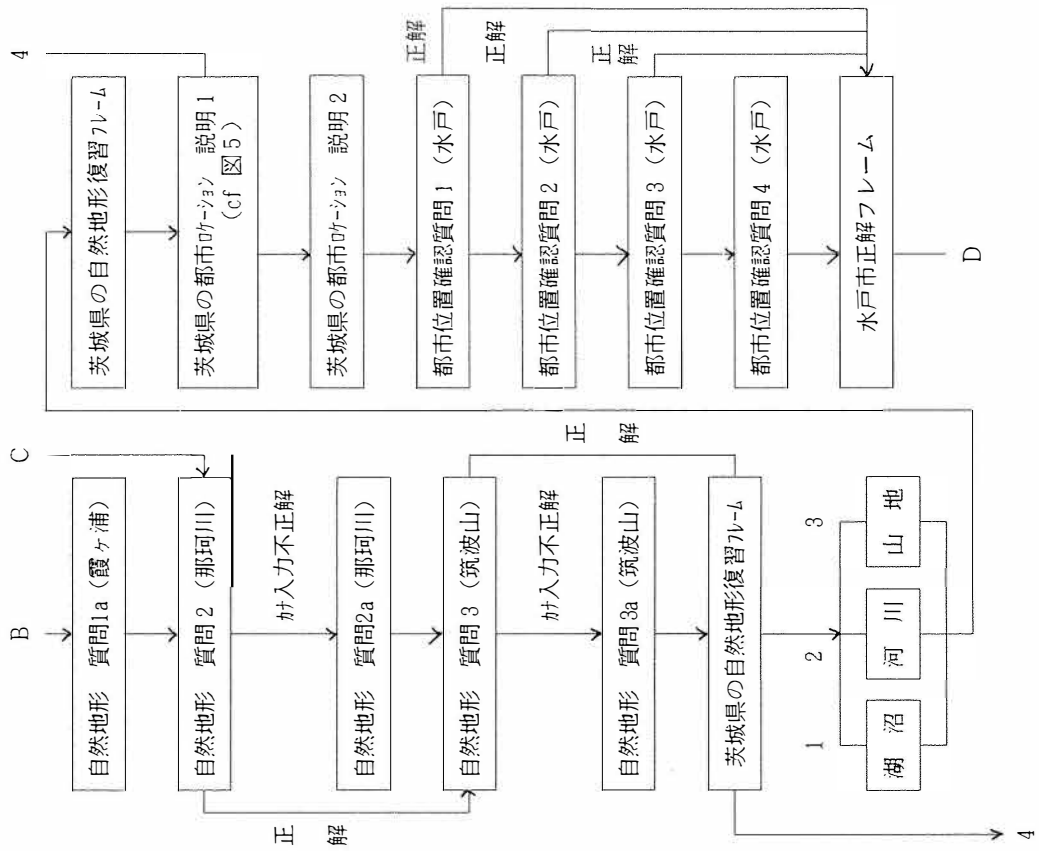 B
C
自然地形 質問1a (霞ヶ浦)
自然地形 質問2 (那珂川)
正解
ｶﾅ入力不正解
自然地形 質問2a (那珂川)
自然地形 質問3 (筑波山)
ｶﾅ入力不正解
正解
自然地形 質問3a (筑波山)
茨城県の自然地形復習ﾌﾚｰﾑ
1
2
3
湖沼
河川
山地
4
4
茨城県の自然地形復習ﾌﾚｰﾑ
茨城県の都市ﾛｹｰｼｮﾝ 説明1
(cf 図5)
茨城県の都市ﾛｹｰｼｮﾝ 説明2
都市位置確認質問1 (水戸)
正解
都市位置確認質問2 (水戸)
正解
都市位置確認質問3 (水戸)
正解
都市位置確認質問4 (水戸)
水戸市正解フレーム
D